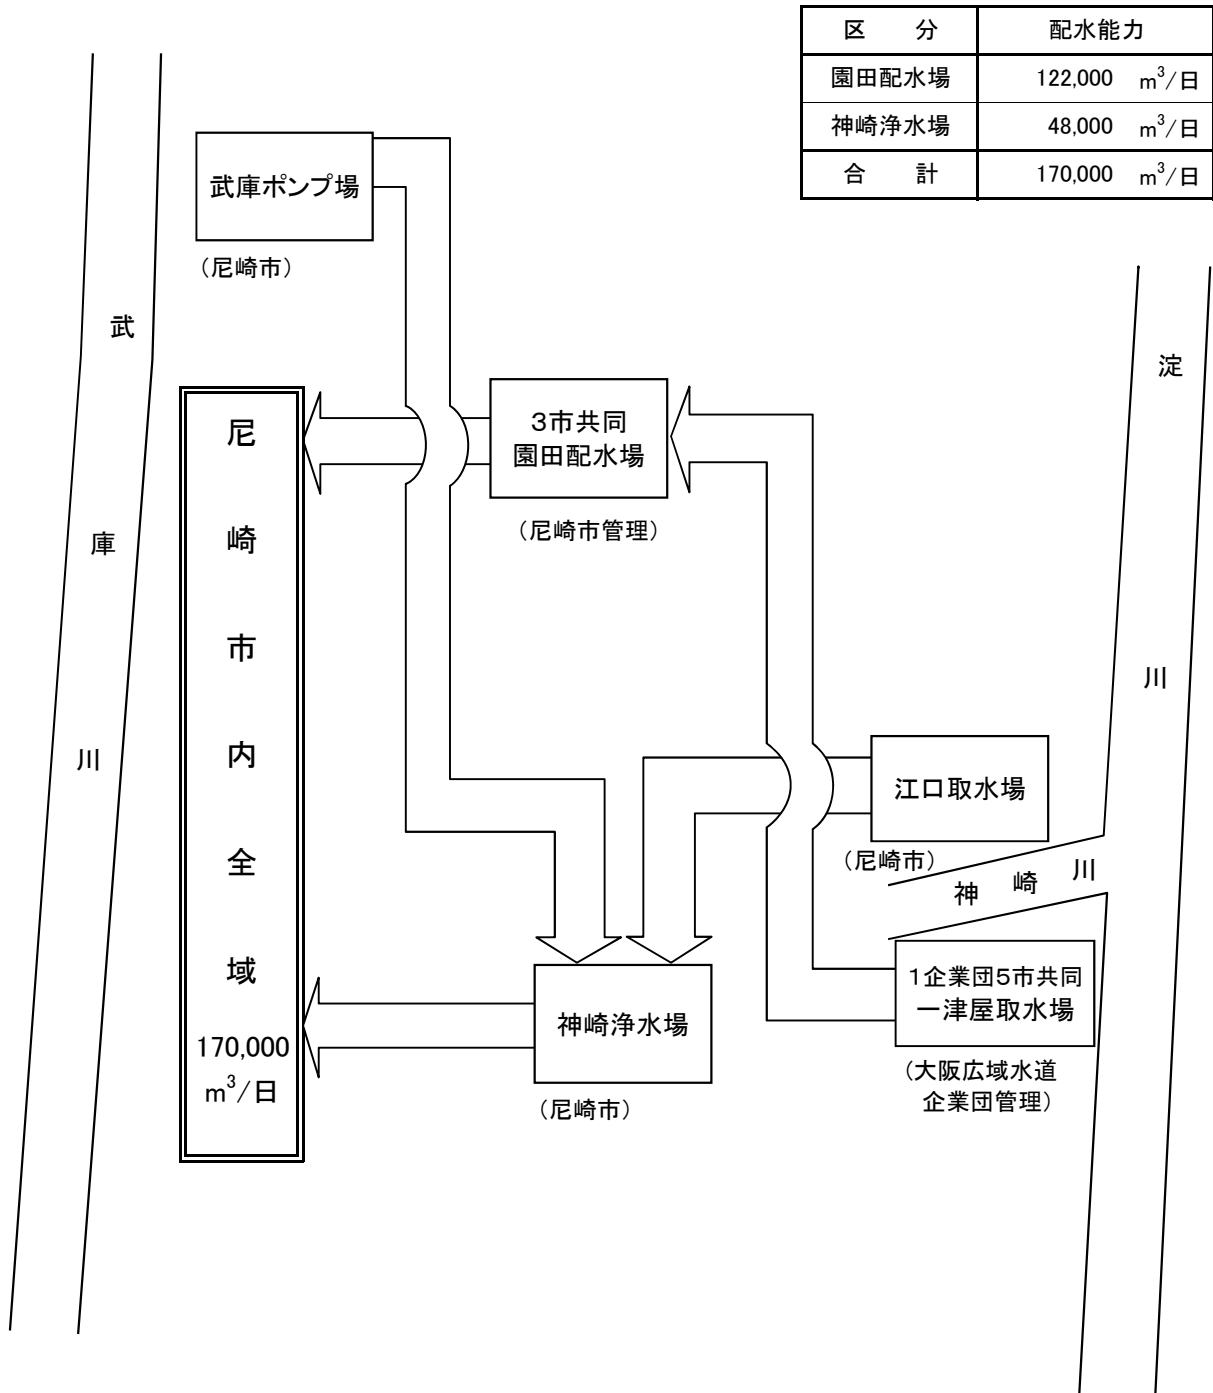 区　分　配水能力
園田配水場　122,000　m³/日
神崎浄水場　48,000　m³/日
合　計　170,000　m³/日
武庫ポンプ場
（尼崎市）
武庫川
淀川
尼崎市内全域
170,000
m³/日
3市共同
園田配水場
（尼崎市管理）
江口取水場
（尼崎市）
神崎川
1企業団5市共同
一津屋取水場
（大阪広域水道
企業団管理）
神崎浄水場
（尼崎市）